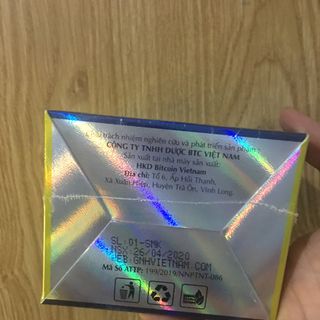 Chịu trách nhiệm nghiên cứu và phát triển sản phẩm:
CÔNG TY TNHH DƯỢC BTC VIỆT NAM
Sản xuất tại nhà máy sản xuất:
HKD Bitcoin Vietnam
Địa chỉ: Tổ 6, Ấp Hồi Thạnh,
Xã Xuân Hiệp, Huyện Trà Ôn, Vĩnh Long.
SL:01-SMK
NSX:26/04/2020
WEB:GNHVIETNAM.COM
Mã Số ATTP: 199/2019/NNPTNT-086